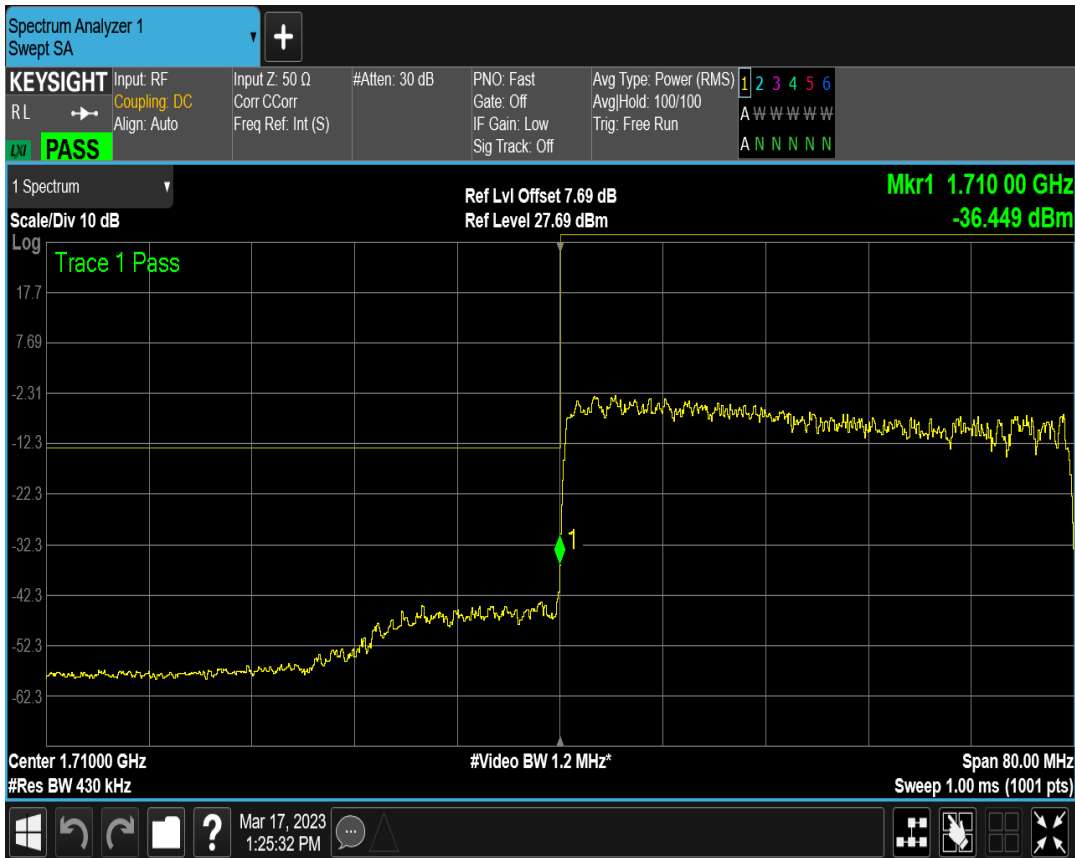 Spectrum Analyzer 1
Swept SA
+
KEYSIGHT
RL
LXI PASS
Input: RF
Coupling: DC
Align: Auto
Input Z: 50 Ω
Corr CCorr
Freq Ref: Int (S)
#Atten: 30 dB
PNO: Fast
Gate: Off
IF Gain: Low
Sig Track: Off
Avg Type: Power (RMS)
Avg|Hold: 100/100
Trig: Free Run
1 2 3 4 5 6
A W W W W W
A N N N N N
1 Spectrum
Scale/Div 10 dB
Ref Lvl Offset 7.69 dB
Ref Level 27.69 dBm
Mkr1 1.710 00 GHz
-36.449 dBm
Log
Trace 1 Pass
17.7
7.69
-2.31
-12.3
-22.3
-32.3
-42.3
-52.3
-62.3
1
Center 1.71000 GHz
#Res BW 430 kHz
#Video BW 1.2 MHz*
Span 80.00 MHz
Sweep 1.00 ms (1001 pts)
?
Mar 17, 2023
1:25:32 PM